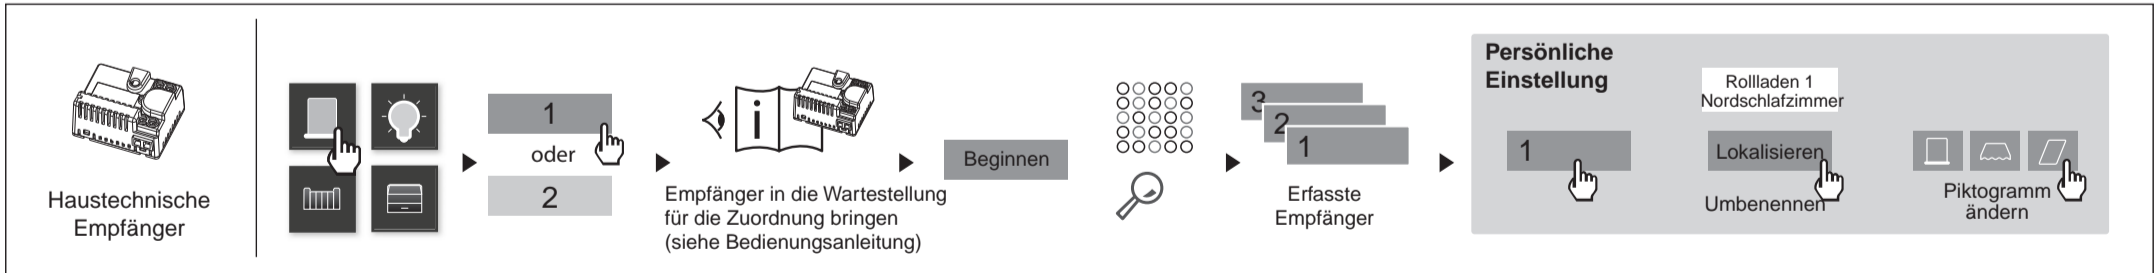 Haustechnische
Empfänger
1
oder
2
i
Empfänger in die Wartestellung
für die Zuordnung bringen
(siehe Bedienungsanleitung)
Beginnen
3
2
1
Erfasste
Empfänger
Persönliche
Einstellung
1
Rollladen 1
Nordschlafzimmer
Lokalisieren
Umbenennen
Piktogramm
ändern